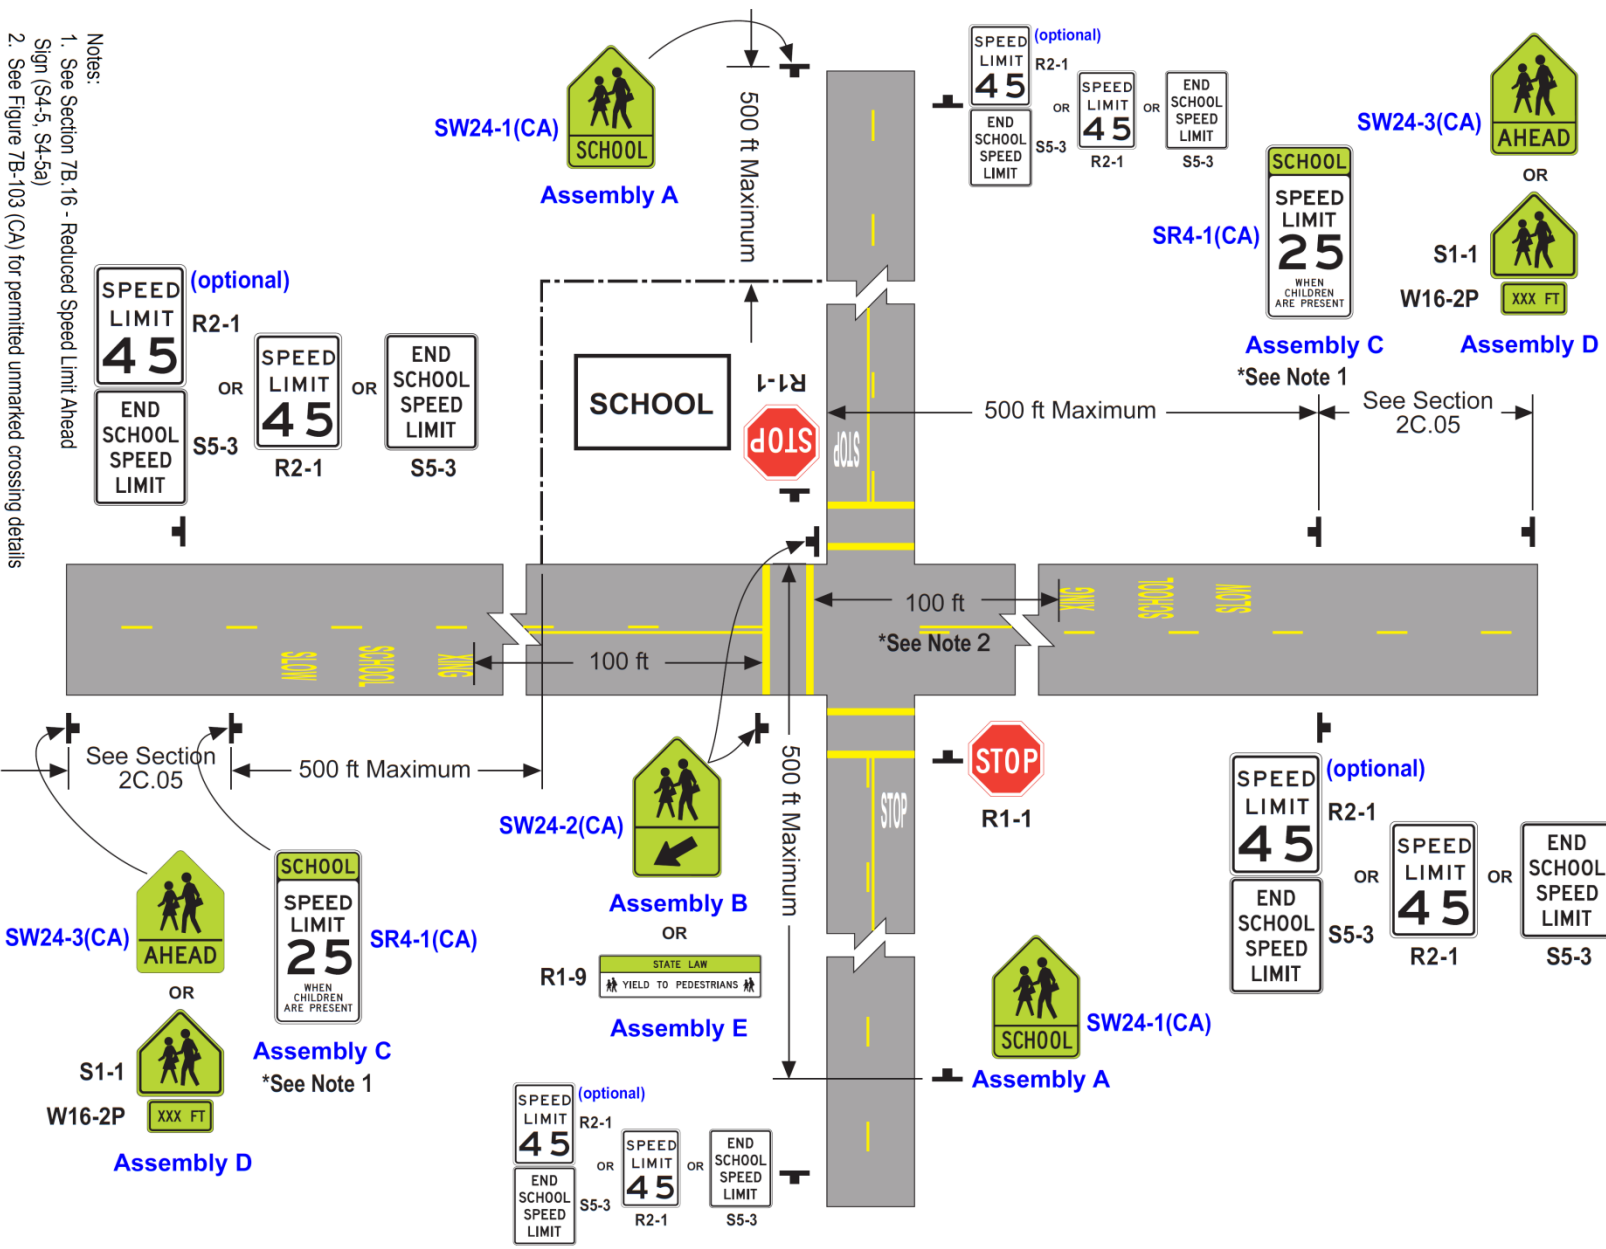 Notes:
1. See Section 7B.16 - Reduced Speed Limit Ahead
Sign (S4-5, S4-5a)
2. See Figure 7B-103 (CA) for permitted unmarked crossing details
SW24-1(CA)
SCHOOL
Assembly A
500 ft Maximum
SPEED
LIMIT
45
(optional)
R2-1
END
SCHOOL
SPEED
LIMIT
S5-3
OR
SPEED
LIMIT
45
R2-1
OR
END
SCHOOL
SPEED
LIMIT
S5-3
SW24-3(CA)
AHEAD
OR
S1-1
W16-2P
XXX FT
Assembly D
SCHOOL
SPEED
LIMIT
25
WHEN
CHILDREN
ARE PRESENT
SR4-1(CA)
Assembly C
*See Note 1
SPEED
LIMIT
45
(optional)
R2-1
END
SCHOOL
SPEED
LIMIT
S5-3
OR
SPEED
LIMIT
45
R2-1
OR
END
SCHOOL
SPEED
LIMIT
S5-3
SCHOOL
R1-1
STOP
STOP
500 ft Maximum
See Section
2C.05
100 ft
*See Note 2
XING
SCHOOL
SLOW
SLOW
SCHOOL
XING
100 ft
See Section
2C.05
500 ft Maximum
500 ft Maximum
SW24-2(CA)
Assembly B
OR
R1-9
STATE LAW
YIELD TO PEDESTRIANS
Assembly E
STOP
STOP
R1-1
SPEED
LIMIT
45
(optional)
R2-1
END
SCHOOL
SPEED
LIMIT
S5-3
OR
SPEED
LIMIT
45
R2-1
OR
END
SCHOOL
SPEED
LIMIT
S5-3
SW24-3(CA)
AHEAD
OR
S1-1
W16-2P
XXX FT
Assembly D
SCHOOL
SPEED
LIMIT
25
WHEN
CHILDREN
ARE PRESENT
SR4-1(CA)
Assembly C
*See Note 1
SCHOOL
SW24-1(CA)
Assembly A
SPEED
LIMIT
45
(optional)
R2-1
END
SCHOOL
SPEED
LIMIT
S5-3
OR
SPEED
LIMIT
45
R2-1
OR
END
SCHOOL
SPEED
LIMIT
S5-3